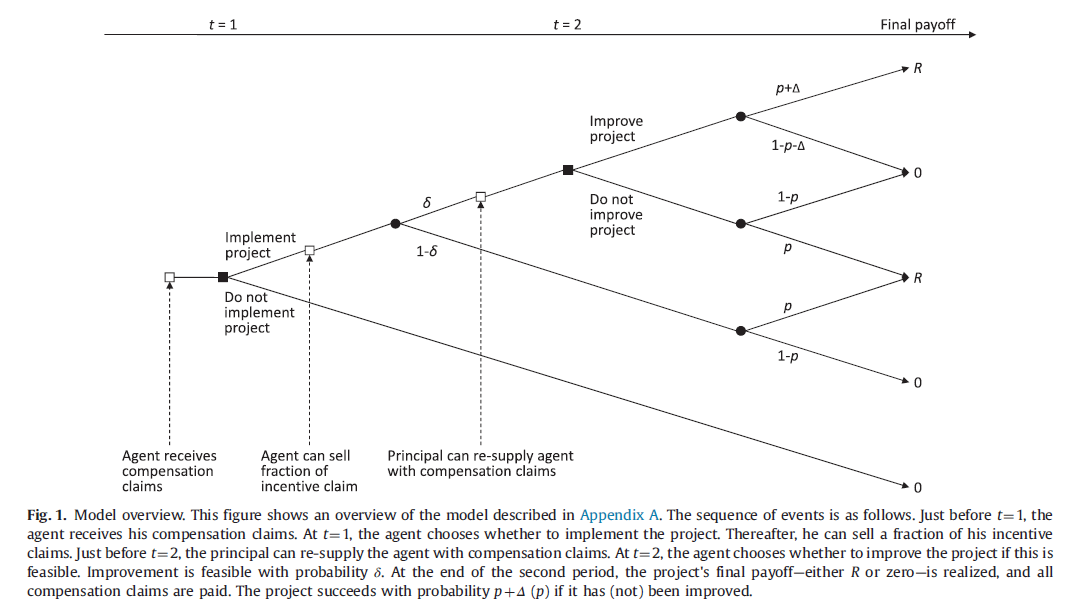 t = 1
t = 2
Final payoff
R
p+Δ
Improve
project
1-p-Δ
0
δ
Do not
improve
project
1-p
Implement
project
1-δ
p
R
Do not
implement
project
p
1-p
0
Agent receives
compensation
claims
Agent can sell
fraction of
incentive claim
Principal can re-supply agent
with compensation claims
0
Fig. 1. Model overview. This figure shows an overview of the model described in Appendix A. The sequence of events is as follows. Just before t=1, the
agent receives his compensation claims. At t=1, the agent chooses whether to implement the project. Thereafter, he can sell a fraction of his incentive
claims. Just before t=2, the principal can re-supply the agent with compensation claims. At t=2, the agent chooses whether to improve the project if this is
feasible. Improvement is feasible with probability δ. At the end of the second period, the project's final payoff—either R or zero—is realized, and all
compensation claims are paid. The project succeeds with probability p+Δ (p) if it has (not) been improved.